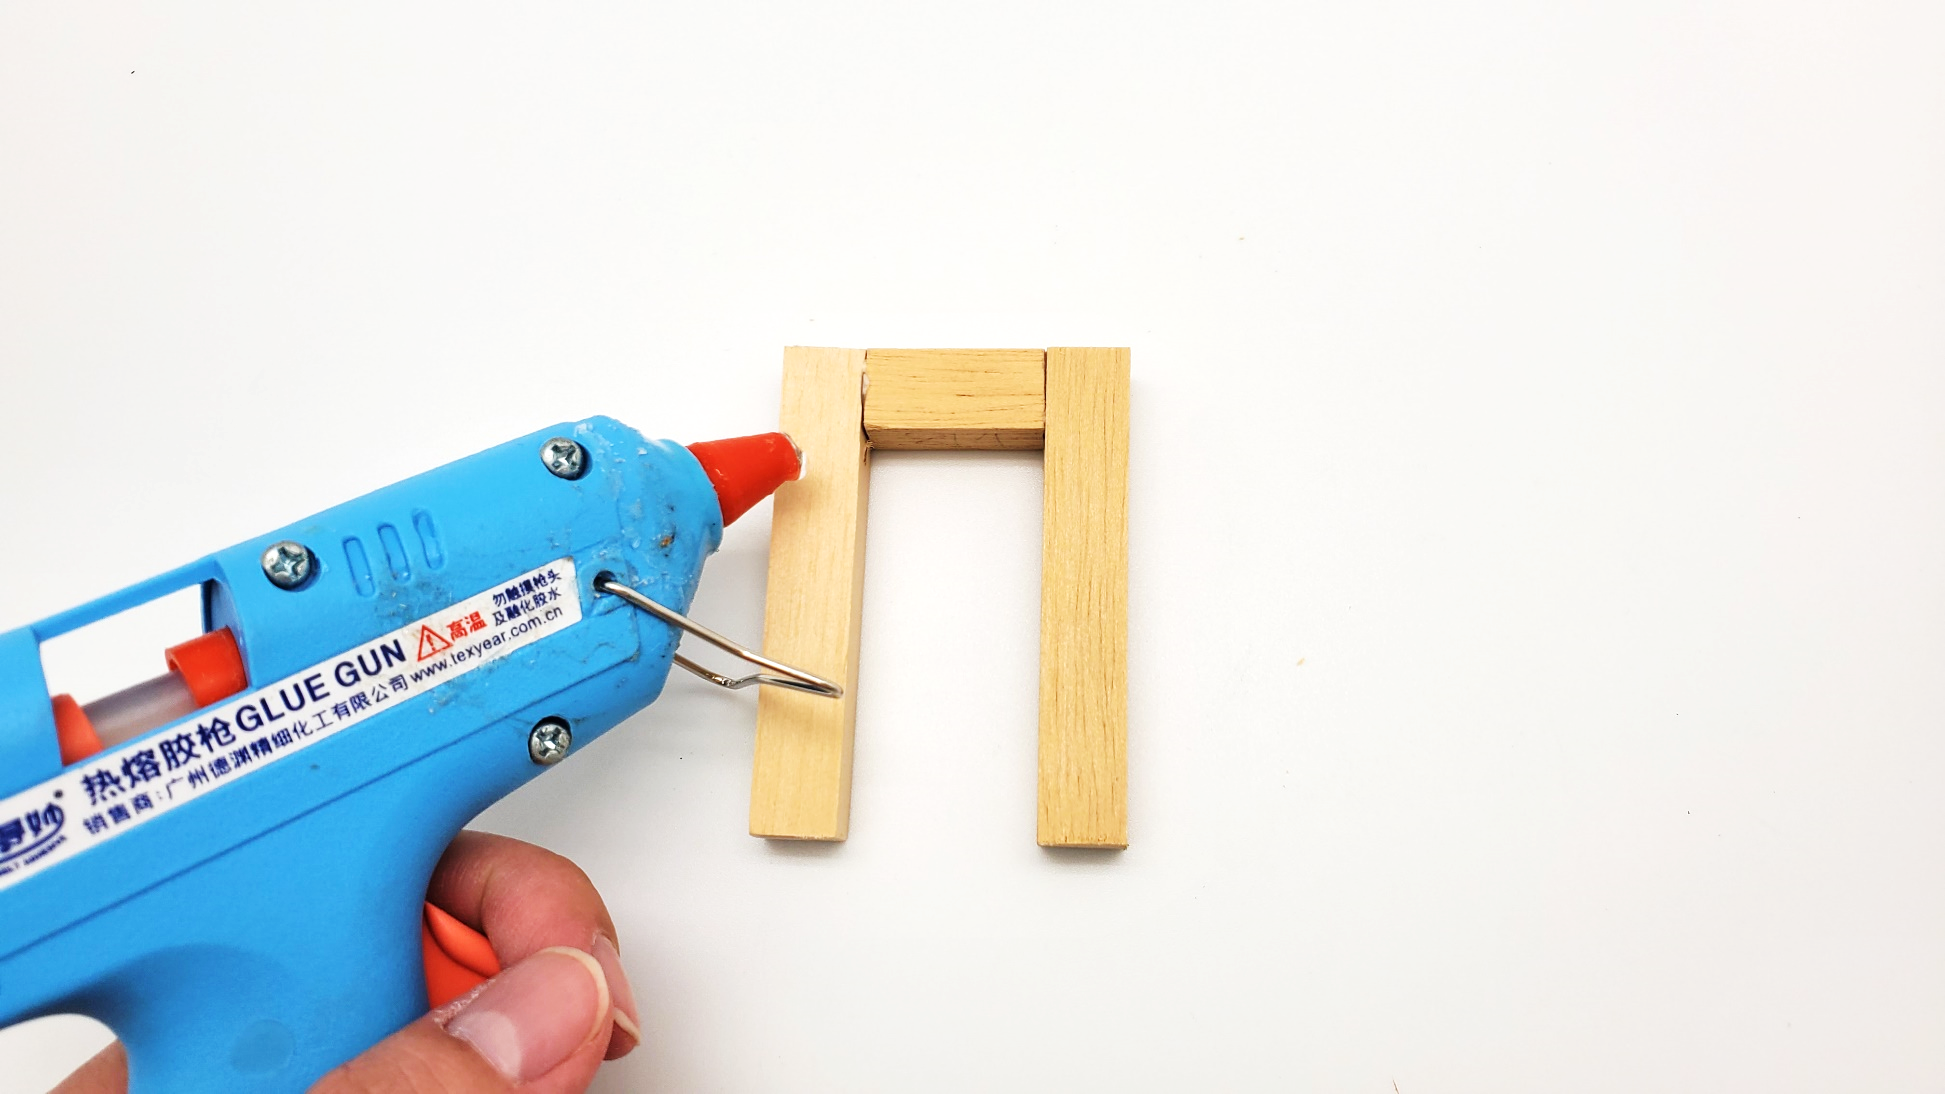 热熔胶枪GLUE GUN
高温
勿触摸枪头
及融化胶水
销售商:广州德渊精细化工有限公司
www.texyear.com.cn